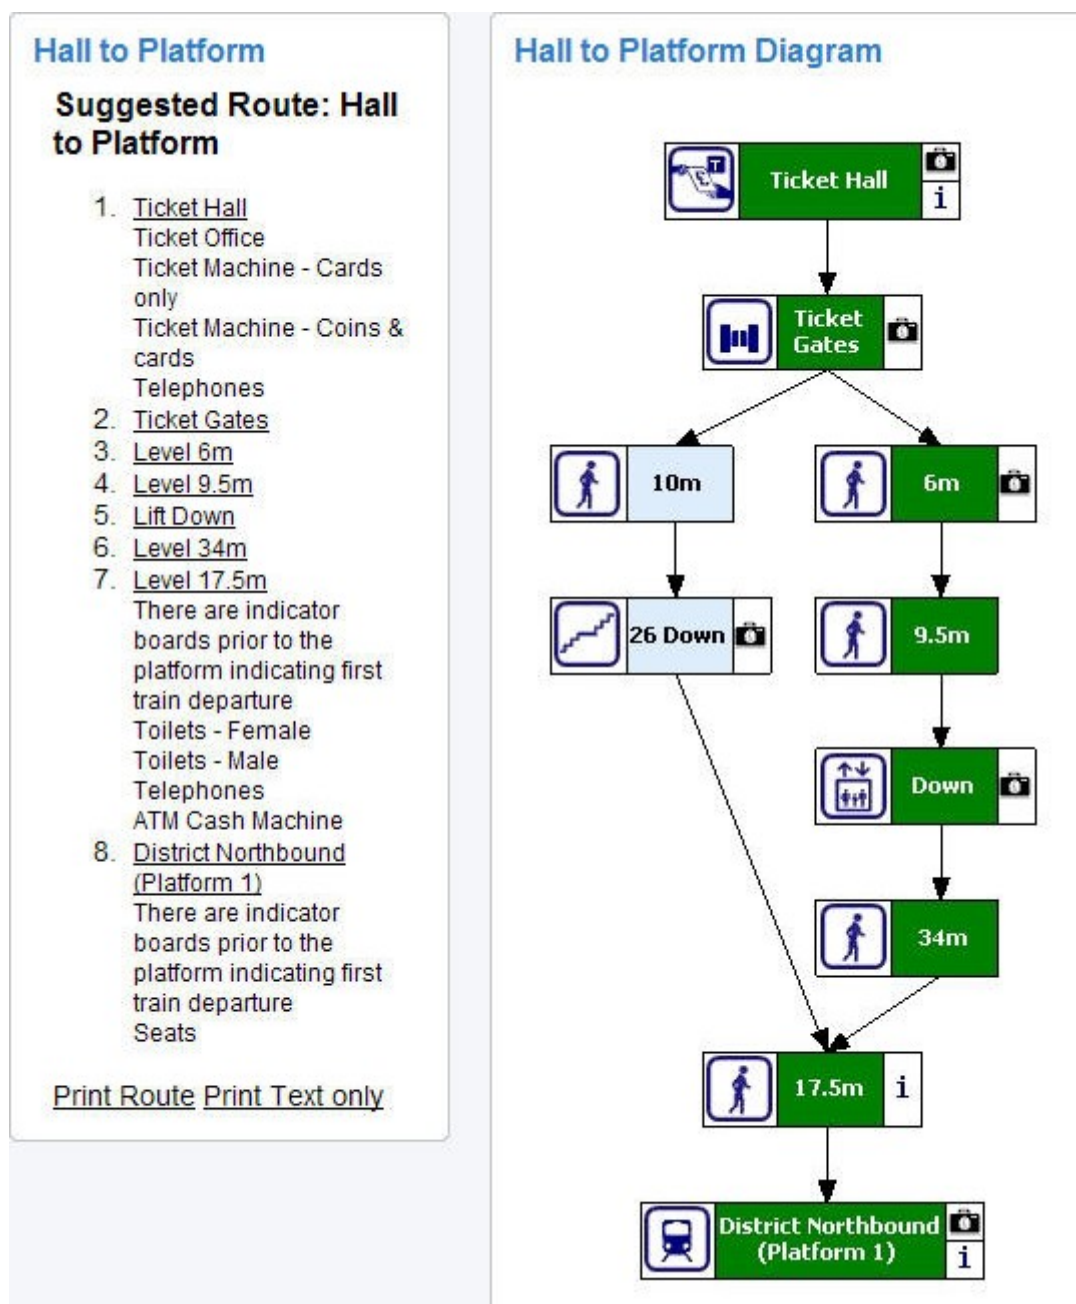 Hall to Platform
Suggested Route: Hall
to Platform
1. Ticket Hall
Ticket Office
Ticket Machine - Cards
only
Ticket Machine - Coins &
cards
Telephones
2. Ticket Gates
3. Level 6m
4. Level 9.5m
5. Lift Down
6. Level 34m
7. Level 17.5m
There are indicator
boards prior to the
platform indicating first
train departure
Toilets - Female
Toilets - Male
Telephones
ATM Cash Machine
8. District Northbound
(Platform 1)
There are indicator
boards prior to the
platform indicating first
train departure
Seats
Print Route Print Text only
Hall to Platform Diagram
T
£
Ticket Hall
i
Ticket
Gates
10m
6m
26 Down
9.5m
Down
34m
17.5m
i
District Northbound
(Platform 1)
i